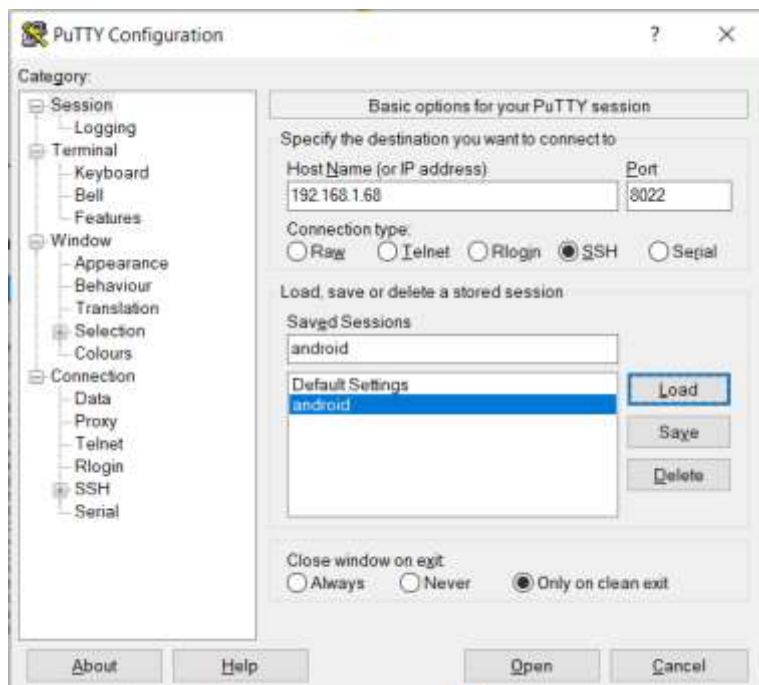 PuTTY Configuration
?
Category:
Session
Logging
Terminal
Keyboard
Bell
Features
Window
Appearance
Behaviour
Translation
Selection
Colours
Connection
Data
Proxy
Telnet
Rlogin
SSH
Serial
Basic options for your PuTTY session
Specify the destination you want to connect to
Host Name (or IP address) Port
192.168.1.68 8022
Connection type:
Raw Telnet Rlogin SSH Serial
Load, save or delete a stored session
Saved Sessions
android
Default Settings
android
Load
Save
Delete
Close window on exit:
Always Never Only on clean exit
About Help Open Cancel